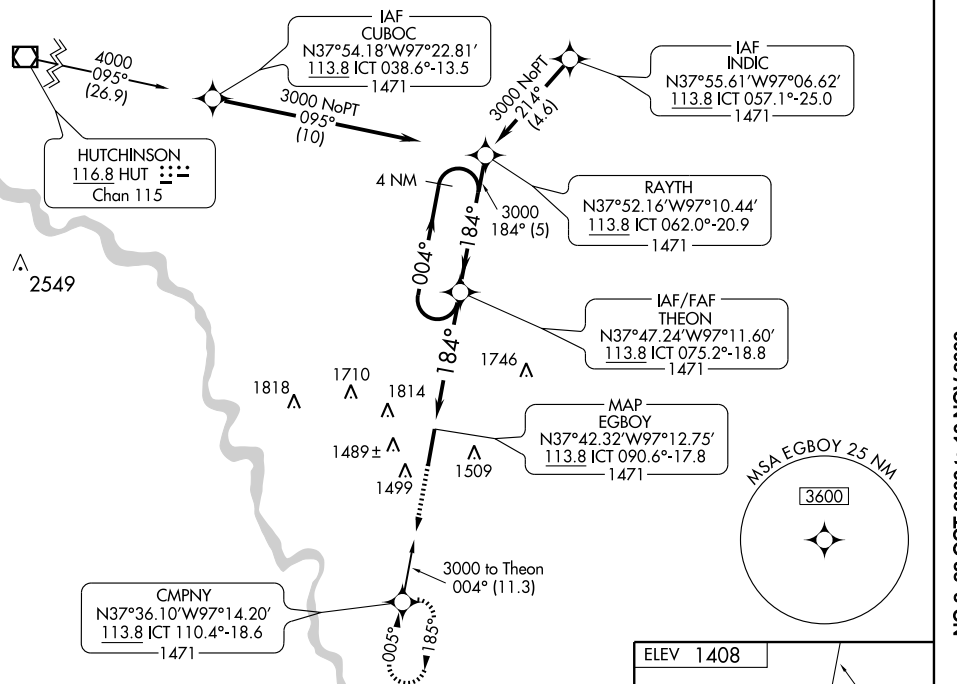 IAF
CUBOC
N37°54.18'W97°22.81'
113.8 ICT 038.6°-13.5
1471
IAF
INDIC
N37°55.61'W97°06.62'
113.8 ICT 057.1°-25.0
1471
4000
095°
(26.9)
3000 NoPT
095°
(10)
3000 NoPT
214°
(4.6)
HUTCHINSON
116.8 HUT
Chan 115
4 NM
3000
184° (5)
RAYTH
N37°52.16'W97°10.44'
113.8 ICT 062.0°-20.9
1471
004°
184°
2549
IAF/FAF
THEON
N37°47.24'W97°11.60'
113.8 ICT 075.2°-18.8
1471
184°
1746
1818
1710
1814
1489±
1499
1509
MAP
EGBOY
N37°42.32'W97°12.75'
113.8 ICT 090.6°-17.8
1471
MSA EGBOY 25 NM
3600
3000 to Theon
004° (11.3)
CMPNY
N37°36.10'W97°14.20'
113.8 ICT 110.4°-18.6
1471
005°
185°
ELEV 1408